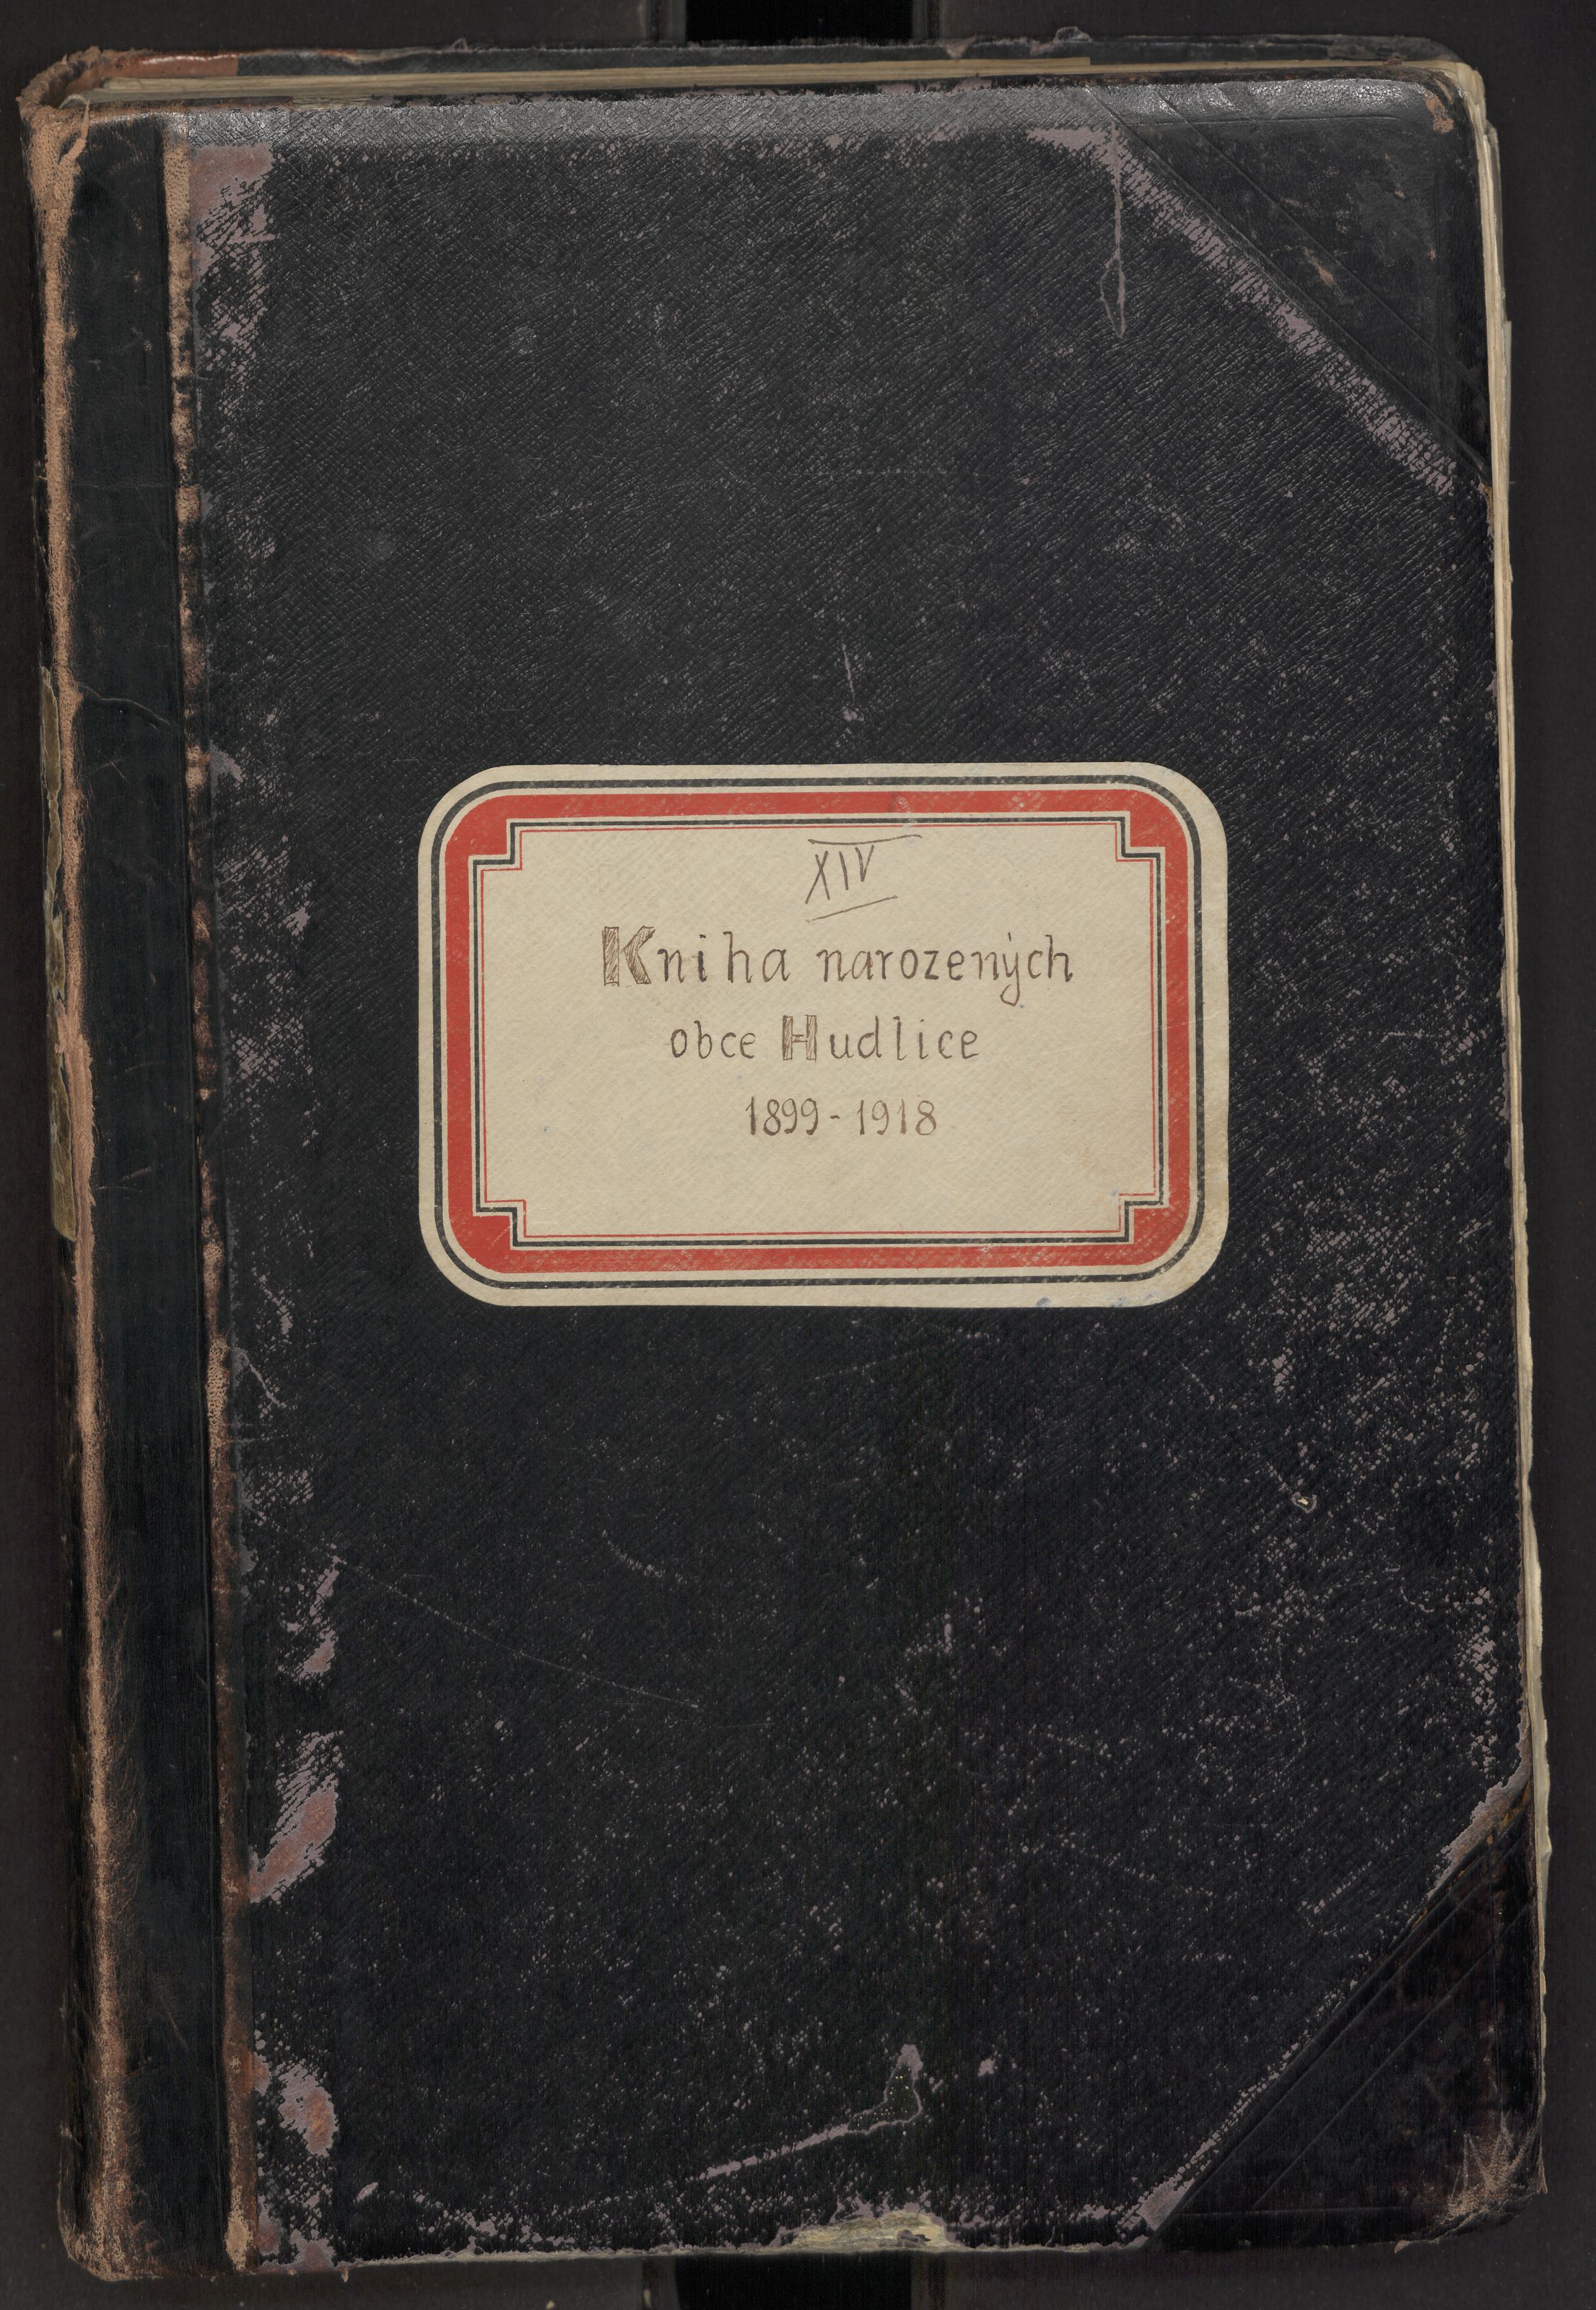 XIV
Kniha narozených
obce Hudlice
1899-1918